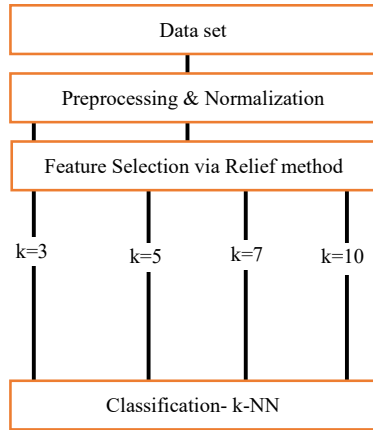 Data set
Preprocessing & Normalization
Feature Selection via Relief method
k=3
k=5
k=7
k=10
Classification- k-NN